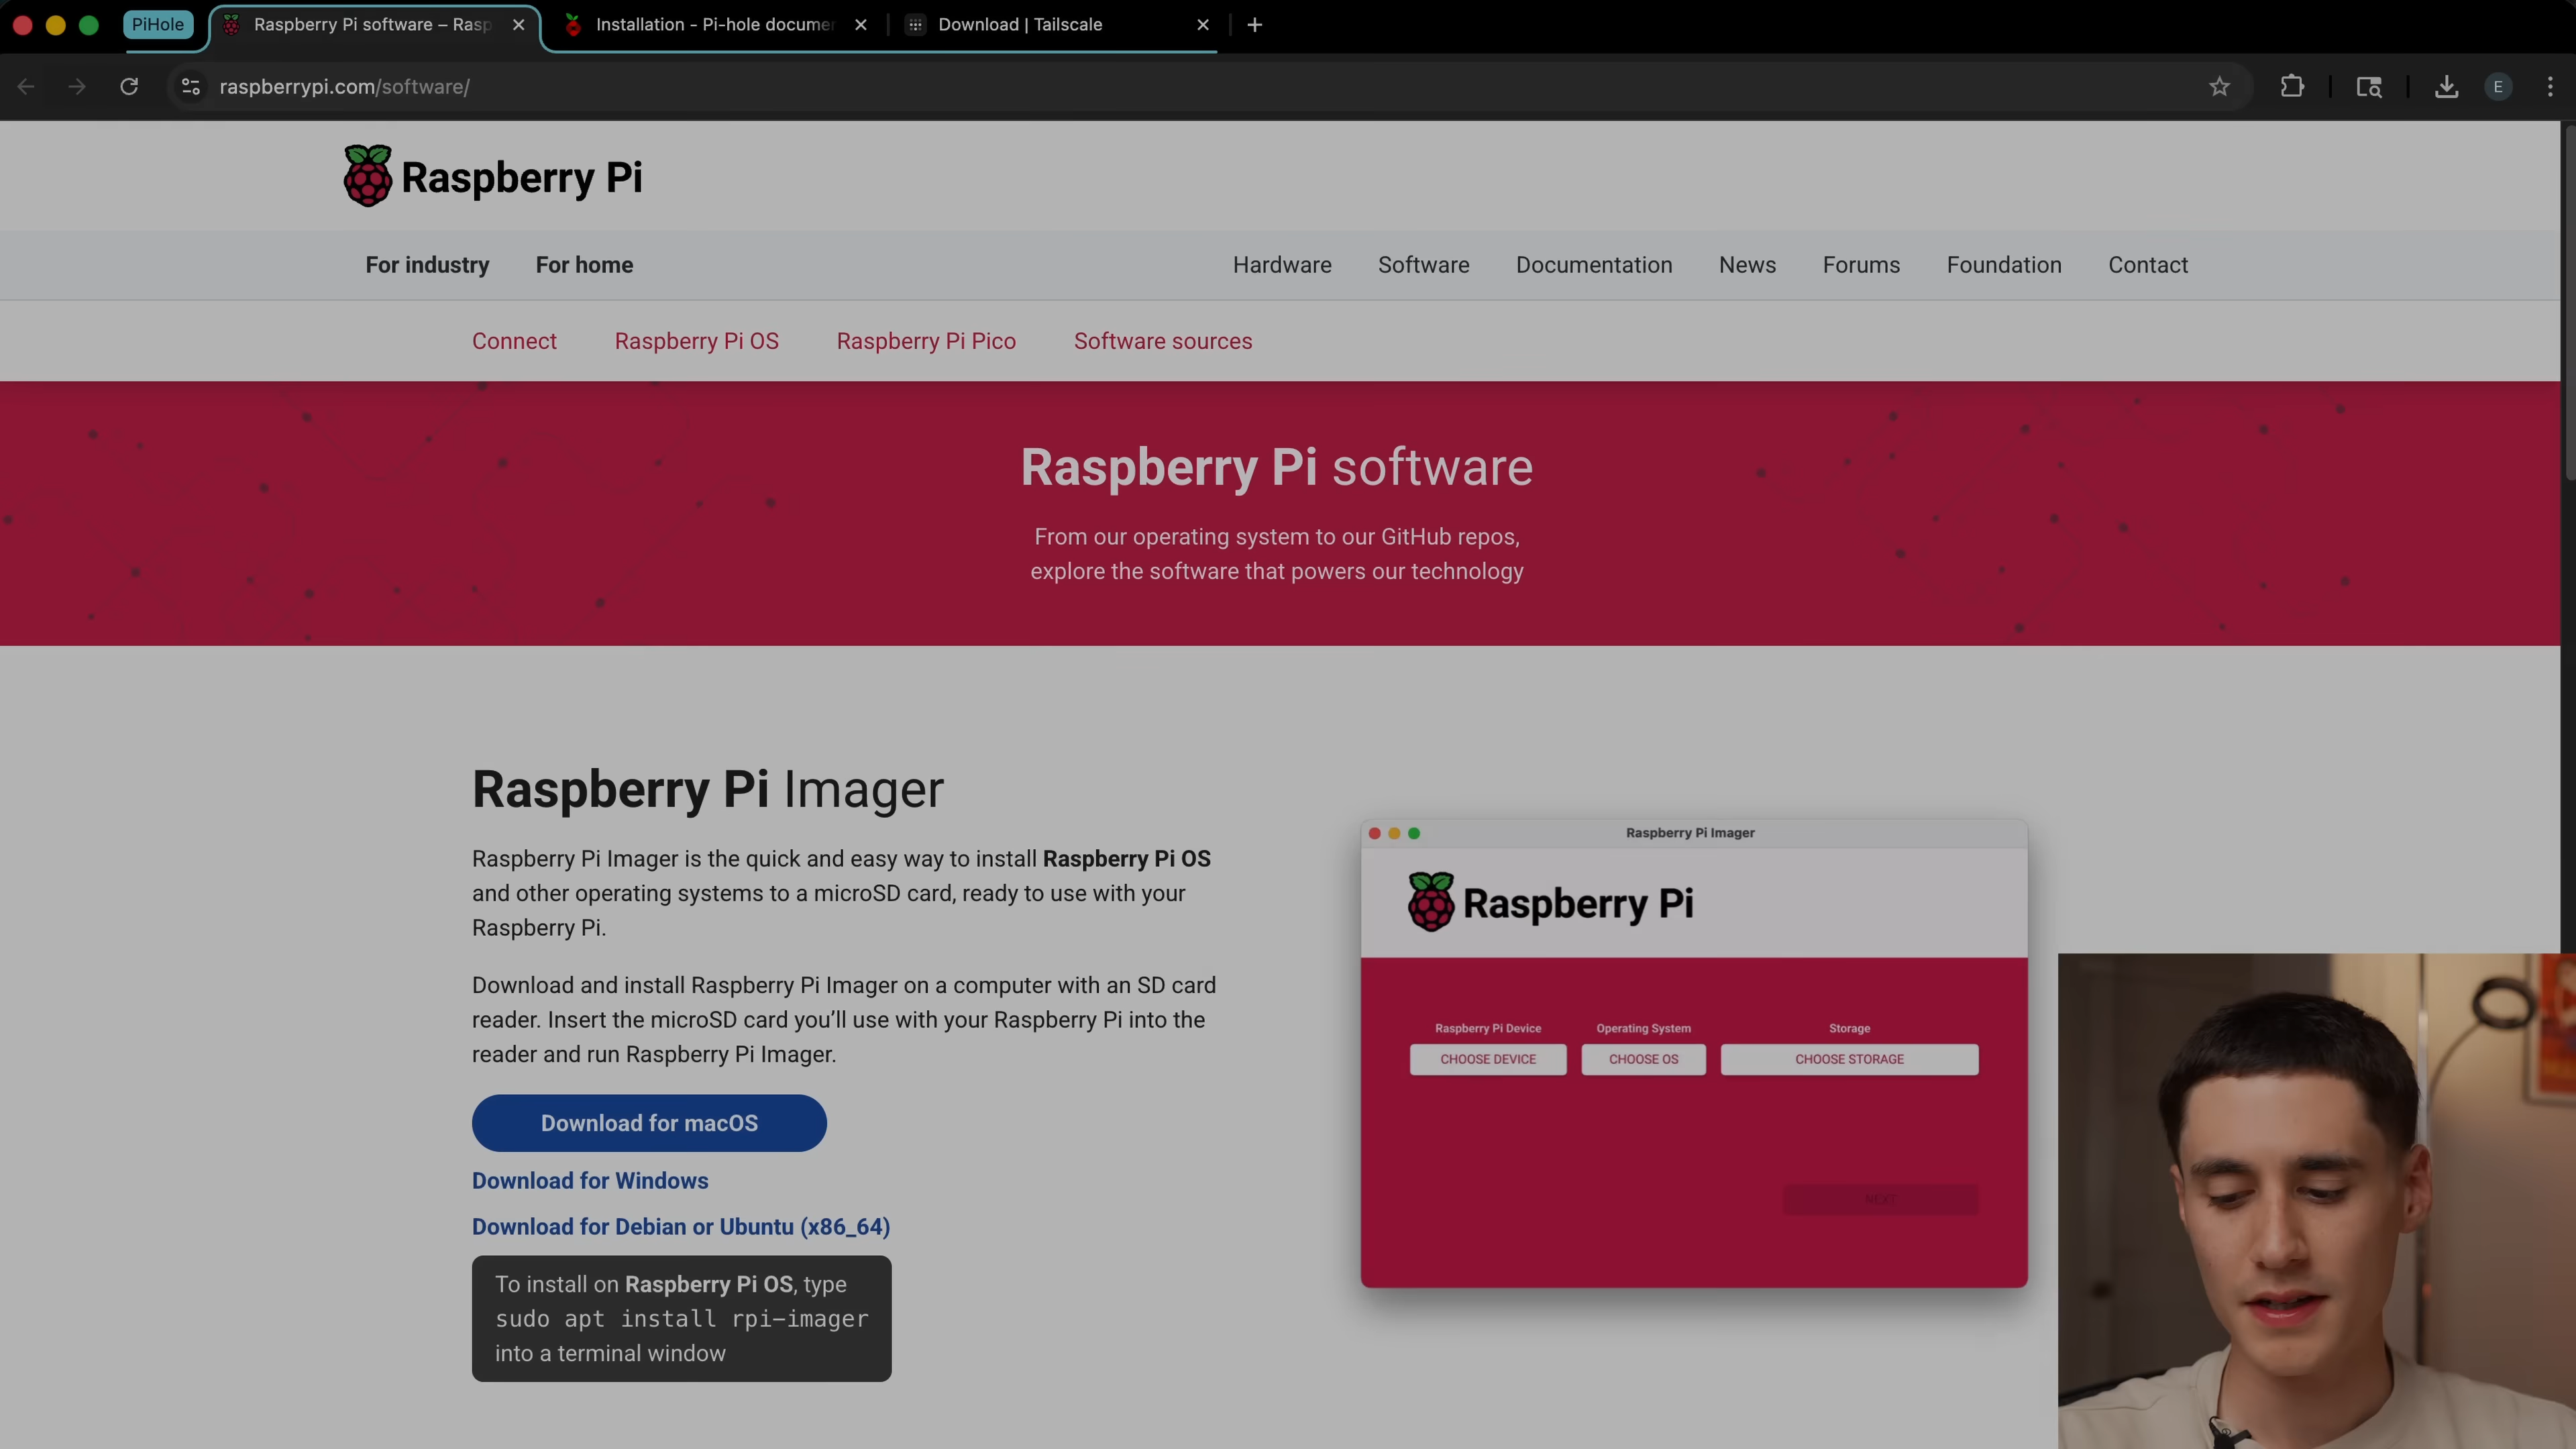 PiHole
Raspberry Pi software – Rasp
Installation - Pi-hole documen
Download | Tailscale
raspberrypi.com/software/
E
Raspberry Pi
For industry
For home
Hardware
Software
Documentation
News
Forums
Foundation
Contact
Connect
Raspberry Pi OS
Raspberry Pi Pico
Software sources
Raspberry Pi software
From our operating system to our GitHub repos,
explore the software that powers our technology
Raspberry Pi Imager
Raspberry Pi Imager is the quick and easy way to install Raspberry Pi OS
and other operating systems to a microSD card, ready to use with your
Raspberry Pi.
Download and install Raspberry Pi Imager on a computer with an SD card
reader. Insert the microSD card you’ll use with your Raspberry Pi into the
reader and run Raspberry Pi Imager.
Download for macOS
Download for Windows
Download for Debian or Ubuntu (x86_64)
To install on Raspberry Pi OS, type
sudo apt install rpi-imager
into a terminal window
Raspberry Pi Imager
Raspberry Pi
Raspberry Pi Device
Operating System
Storage
CHOOSE DEVICE
CHOOSE OS
CHOOSE STORAGE
NEXT